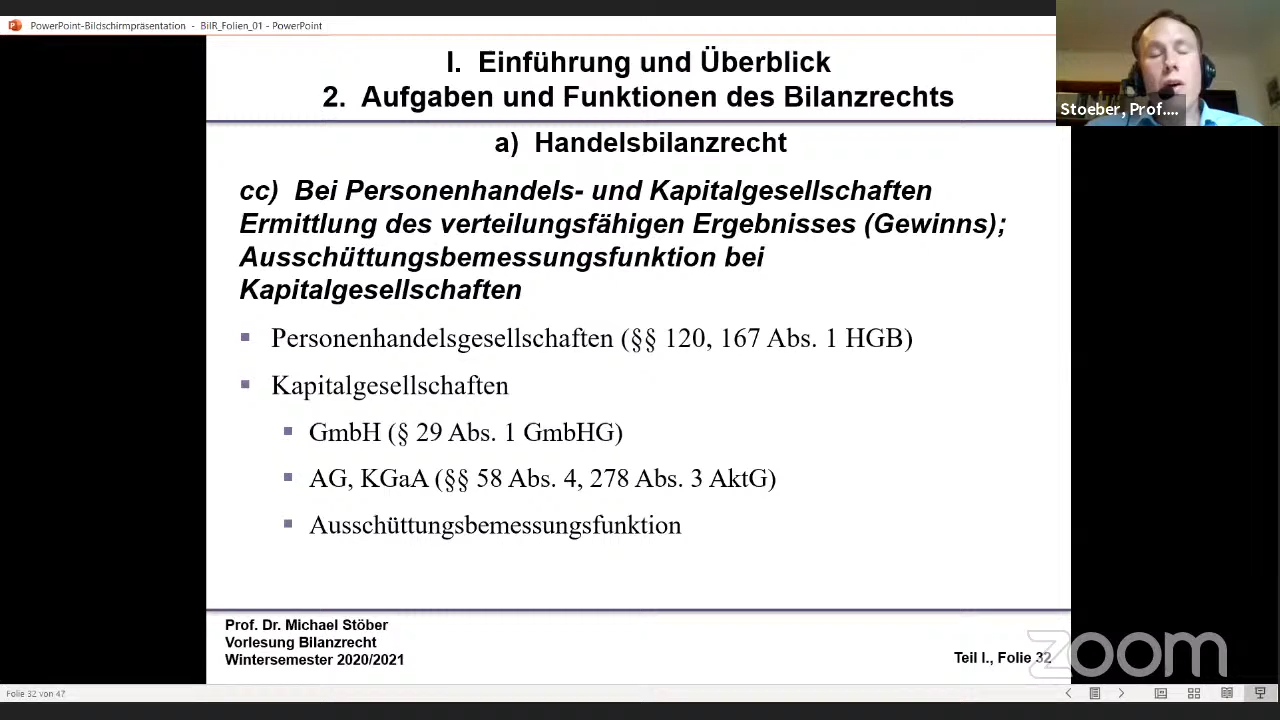 PowerPoint-Bildschirmpräsentation - BilR_Folien_01 - PowerPoint
I. Einführung und Überblick
2. Aufgaben und Funktionen des Bilanzrechts
Stoeber, Prof....
a) Handelsbilanzrecht
cc) Bei Personenhandels- und Kapitalgesellschaften
Ermittlung des verteilungsfähigen Ergebnisses (Gewinns);
Ausschüttungsbemessungsfunktion bei
Kapitalgesellschaften
Personenhandelsgesellschaften (§§ 120, 167 Abs. 1 HGB)
Kapitalgesellschaften
GmbH (§ 29 Abs. 1 GmbHG)
AG, KGaA (§§ 58 Abs. 4, 278 Abs. 3 AktG)
Ausschüttungsbemessungsfunktion
Prof. Dr. Michael Stöber
Vorlesung Bilanzrecht
Wintersemester 2020/2021
Teil I., Folie 32
zoom
Folie 32 von 47